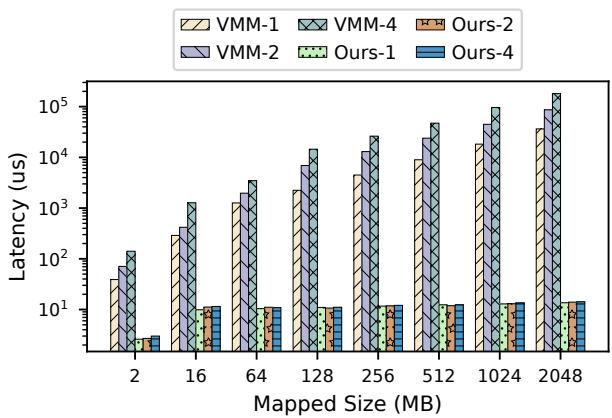 VMM-1 VMM-4 Ours-2
VMM-2 Ours-1 Ours-4
Latency (us)
10^5
10^4
10^3
10^2
10^1
2 16 64 128 256 512 1024 2048
Mapped Size (MB)